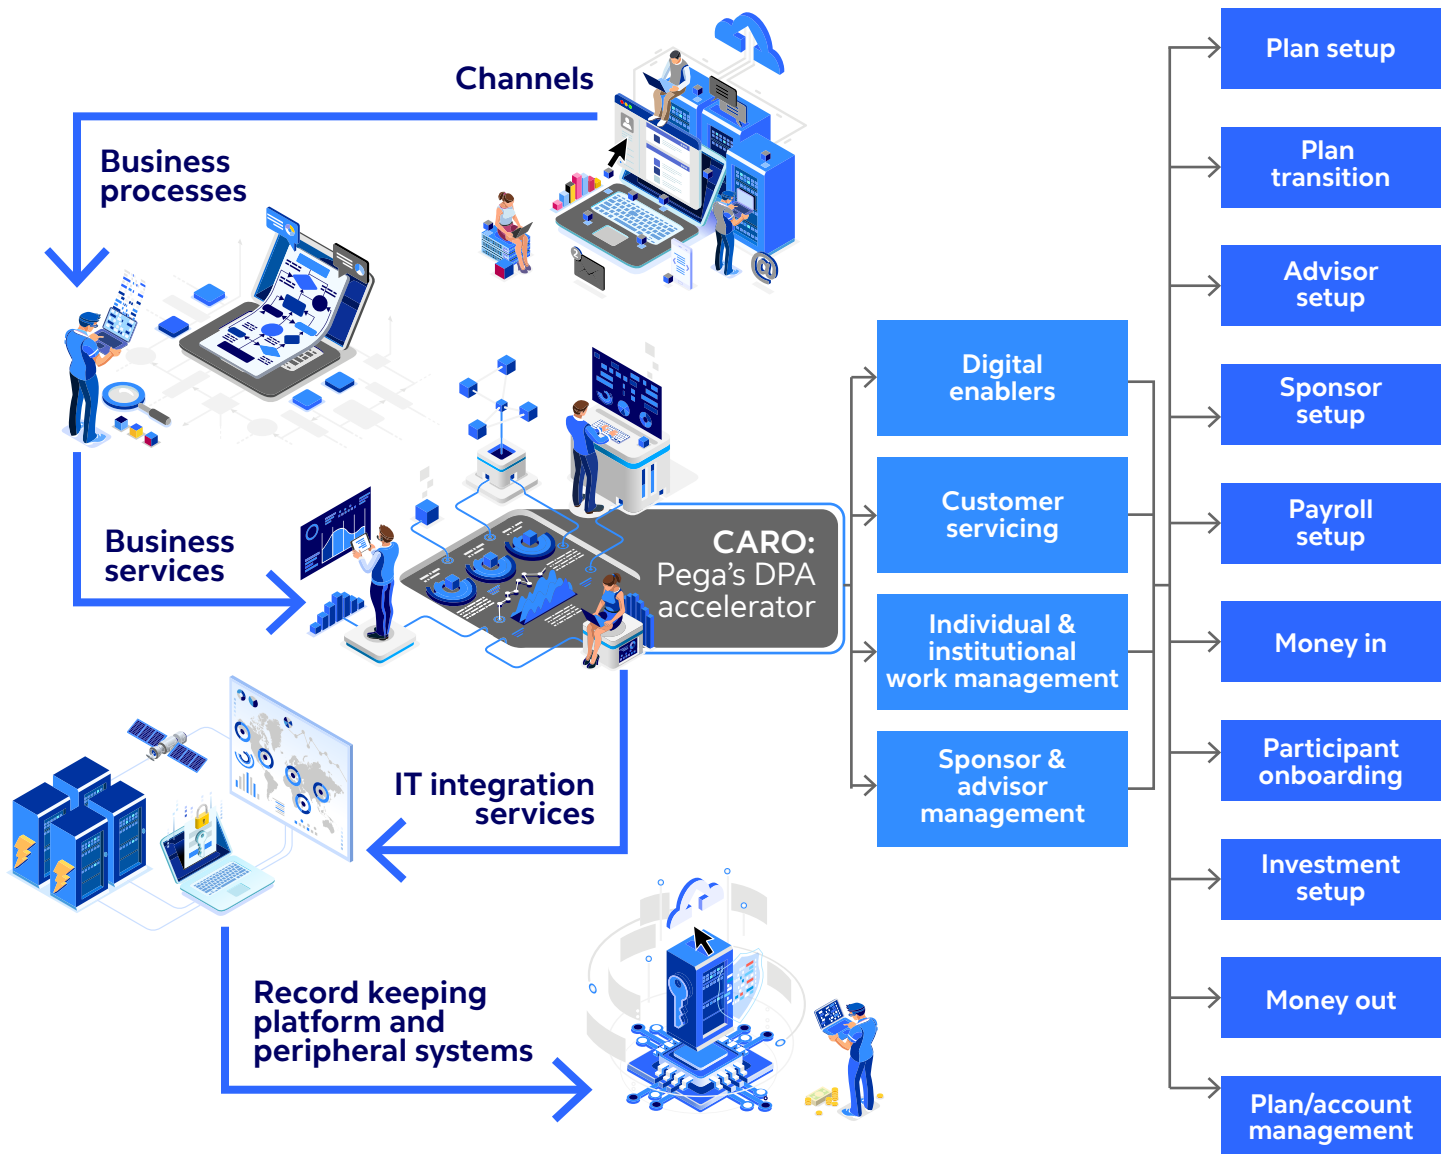 Channels
Business
processes
Business
services
CARO:
Pega’s DPA
accelerator
IT integration
services
Record keeping
platform and
peripheral systems
Digital
enablers
Customer
servicing
Individual &
institutional
work management
Sponsor &
advisor
management
Plan setup
Plan
transition
Advisor
setup
Sponsor
setup
Payroll
setup
Money in
Participant
onboarding
Investment
setup
Money out
Plan/account
management
@